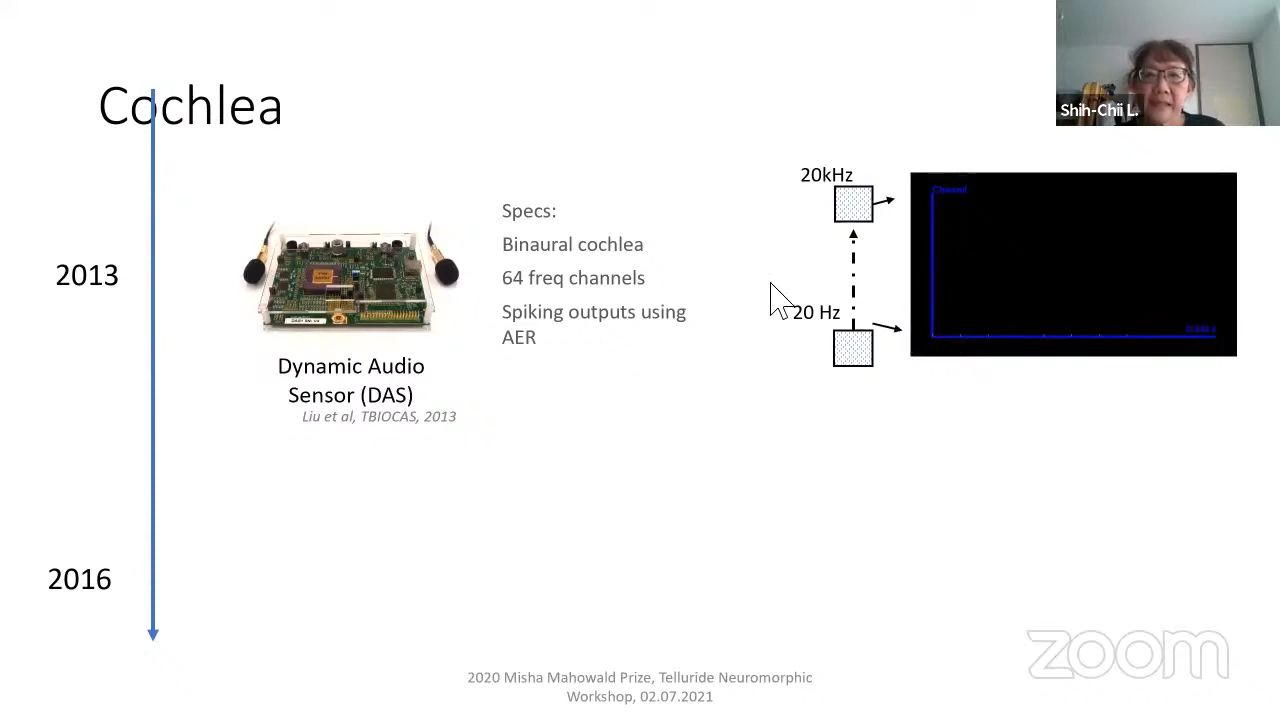 Cochlea
Shih-Chii L.
2013
Dynamic Audio
Sensor (DAS)
Liu et al, TBIOCAS, 2013
Specs:
Binaural cochlea
64 freq channels
Spiking outputs using
AER
20kHz
20 Hz
Channel
2016
2020 Misha Mahowald Prize, Telluride Neuromorphic
Workshop, 02.07.2021
zoom